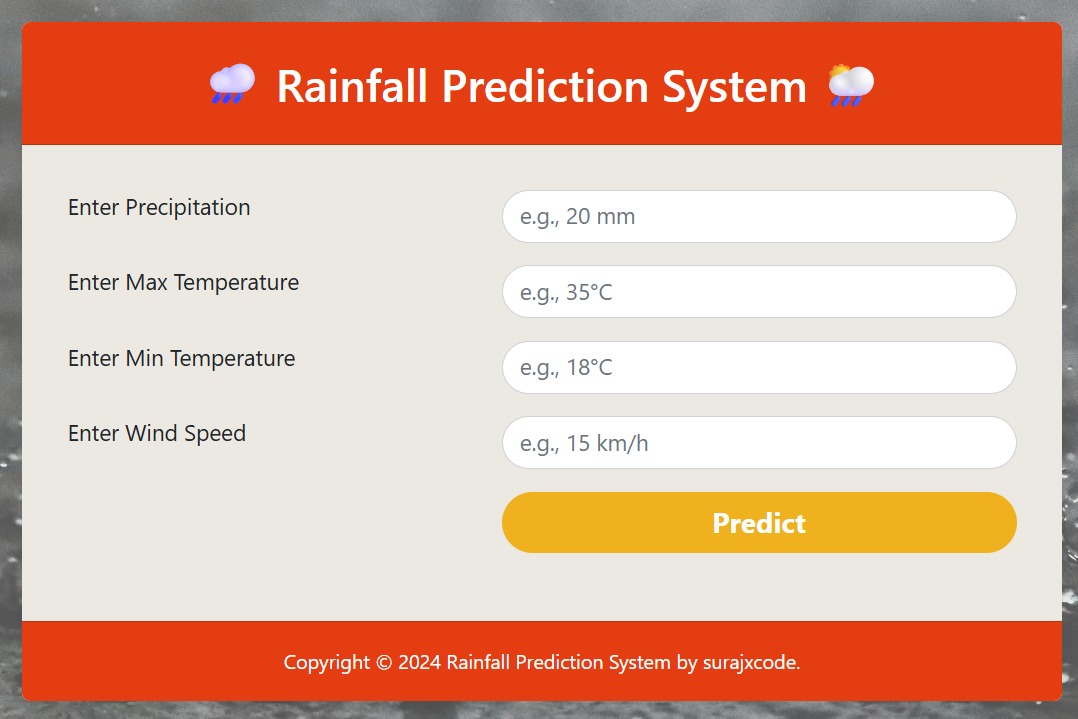 Rainfall Prediction System
Enter Precipitation
e.g., 20 mm
Enter Max Temperature
e.g., 35°C
Enter Min Temperature
e.g., 18°C
Enter Wind Speed
e.g., 15 km/h
Predict
Copyright © 2024 Rainfall Prediction System by surajxcode.